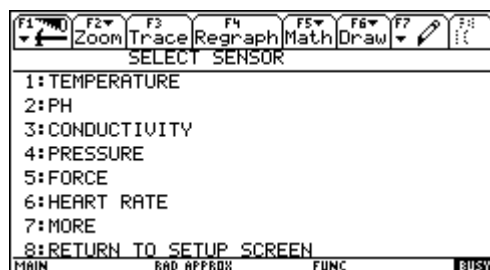 F1 F2 Zoom F3 Trace F4 Regraph F5 Math F6 Draw F7
SELECT SENSOR
1:TEMPERATURE
2:PH
3:CONDUCTIVITY
4:PRESSURE
5:FORCE
6:HEART RATE
7:MORE
8:RETURN TO SETUP SCREEN
MAIN RAD APPROX FUNC BUSY